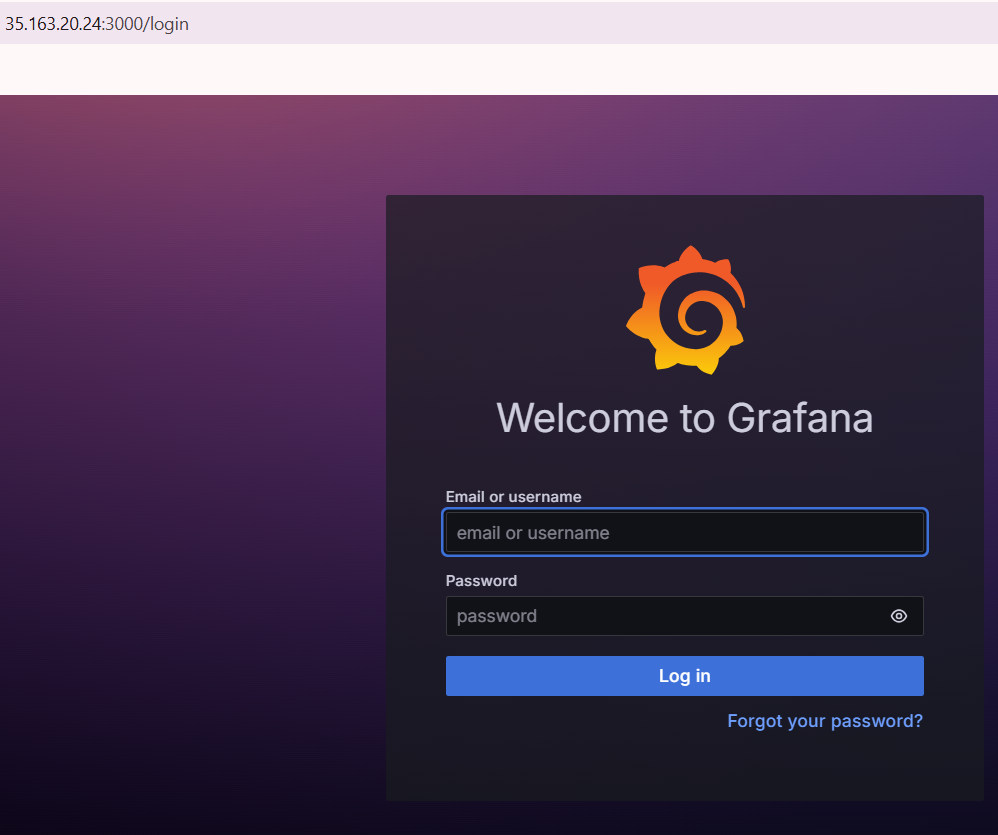 35.163.20.24:3000/login
Welcome to Grafana
Email or username
email or username
Password
password
Log in
Forgot your password?